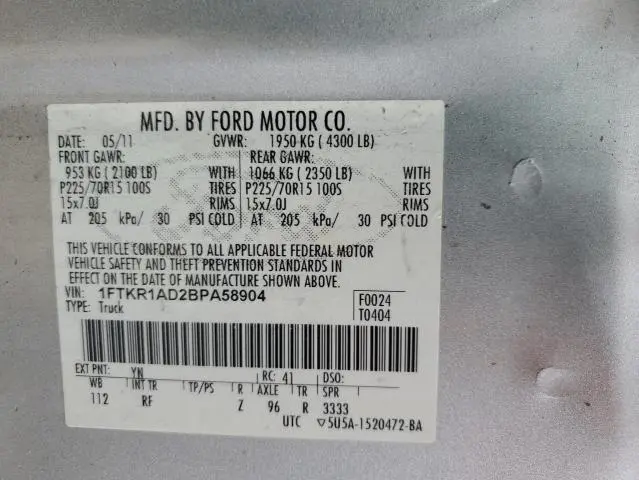 MFD. BY FORD MOTOR CO.
DATE: 05/11 GVWR: 1950 KG ( 4300 LB)
FRONT GAWR: REAR GAWR:
953 KG ( 2100 LB) WITH 1066 KG ( 2350 LB) WITH
P225/70R15 100S TIRES P225/70R15 100S TIRES
15x7.0J RIMS 15x7.0J RIMS
AT 205 kPa/ 30 PSI COLD AT 205 kPa/ 30 PSI COLD
THIS VEHICLE CONFORMS TO ALL APPLICABLE FEDERAL MOTOR
VEHICLE SAFETY AND THEFT PREVENTION STANDARDS IN
EFFECT ON THE DATE OF MANUFACTURE SHOWN ABOVE.
VIN: 1FTKR1AD2BPA58904 F0024
TYPE: Truck T0404
EXT PNT: YN RC: 41 DSO:
WB INT TR TP/PS R AXLE TR SPR
112 RF Z 96 R 3333
UTC ▽5U5A-1520472-BA